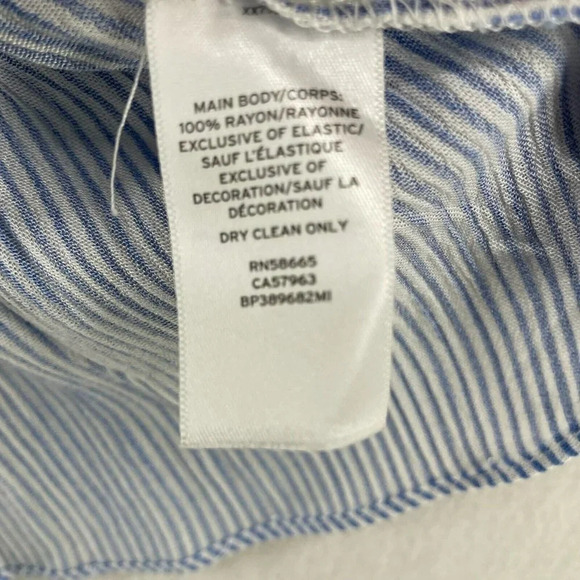 MAIN BODY/CORPS:
100% RAYON/RAYONNE
EXCLUSIVE OF ELASTIC/
SAUF L'ÉLASTIQUE
EXCLUSIVE OF
DECORATION/SAUF LA
DÉCORATION
DRY CLEAN ONLY
RN58665
CA57963
BP389682MI